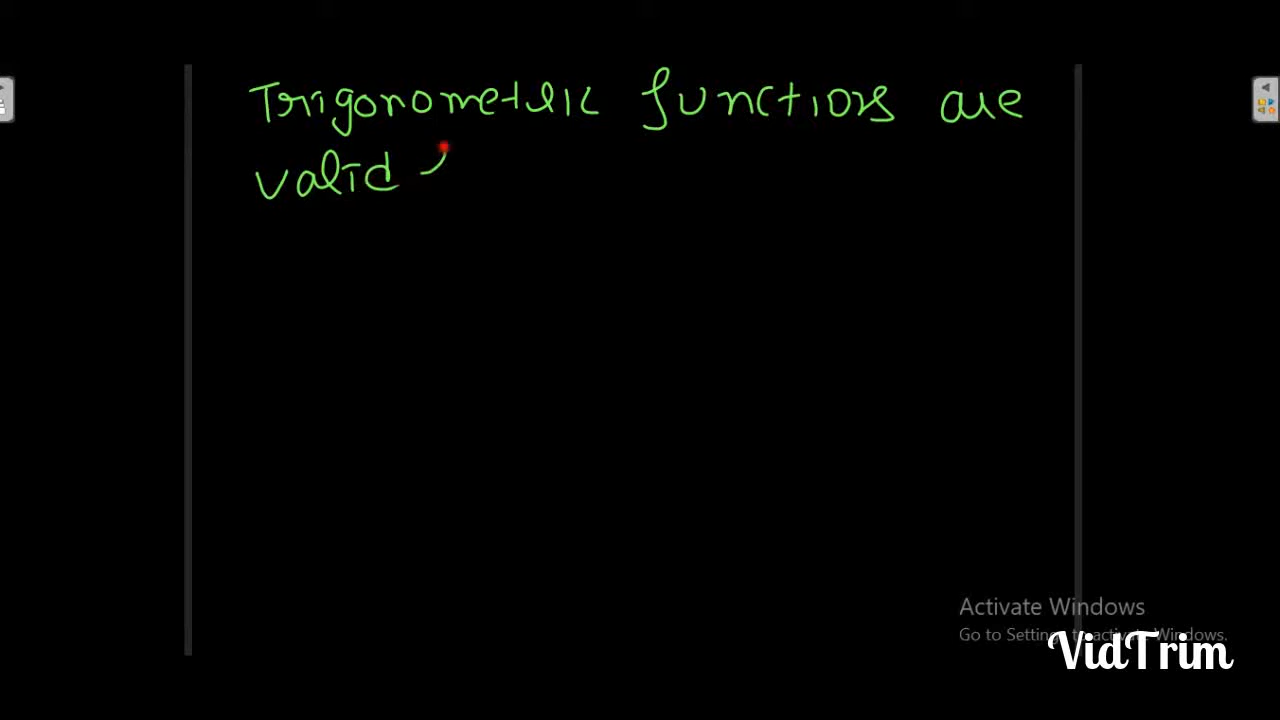 Trigonometric functions are
valid
Activate Windows
Go to Settings to activate Windows.
VidTrim